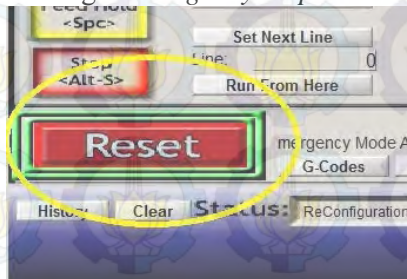 Feed Hold
<Spc>
Set Next Line
Stop
<Alt-S>
Line: 0
Run From Here
Reset
mergency Mode A
G-Codes
History Clear Status: ReConfiguration